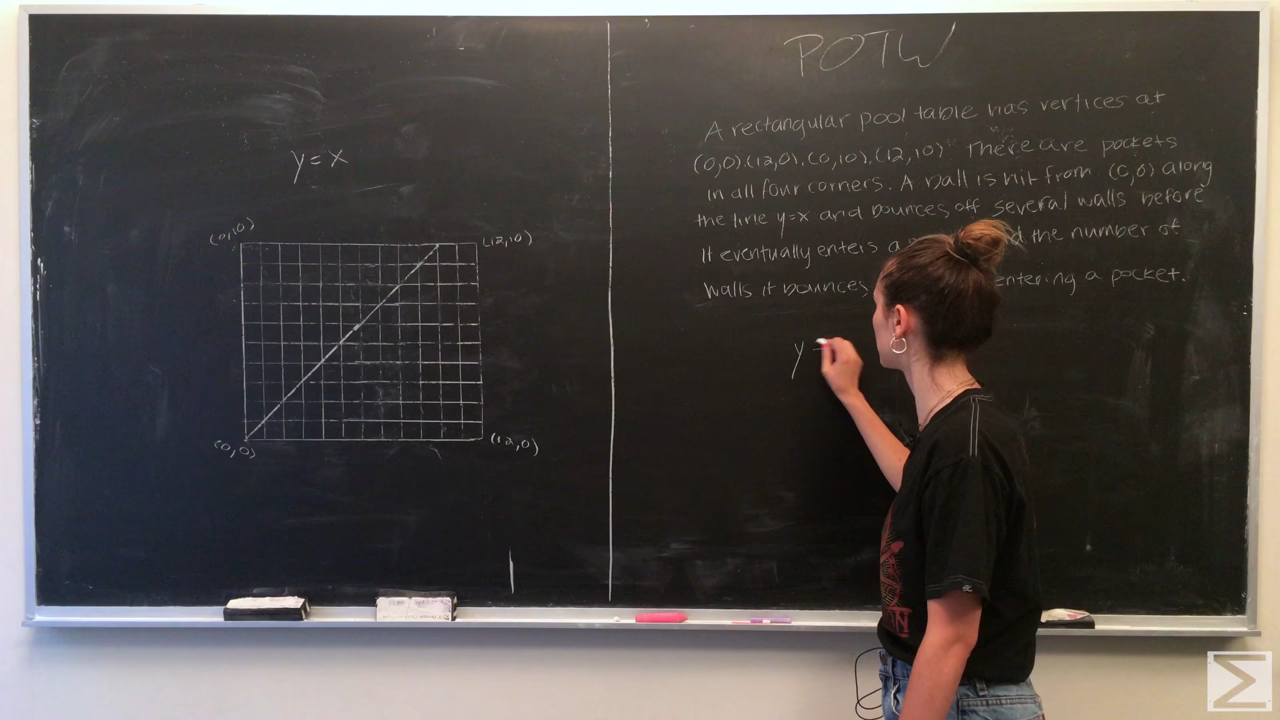 y = x
(0,10)
(12,10)
(0,0)
(12,0)
POTW
A rectangular pool table has vertices at
(0,0),(12,0),(0,10),(12,10). There are pockets
in all four corners. A ball is hit from (0,0) along
the line y=x and bounces off several walls before
it eventually enters a the number of
walls it bounces entering a pocket.
y